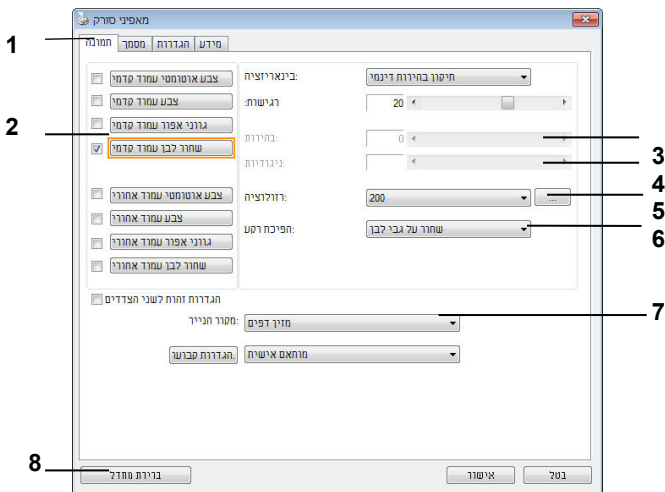 מאפיני סורק
תמונה מסמך הגדרות מידע
צבע אוטומטי עמוד קדמי
צבע עמוד קדמי
גווני אפור עמוד קדמי
שחור לבן עמוד קדמי
צבע אוטומטי עמוד אחורי
צבע עמוד אחורי
גווני אפור עמוד אחורי
שחור לבן עמוד אחורי
בינאריזציה:
תיקון בחירות דינמי
רגישות:
20
בהירות:
0
ניגודיות:
רזולוציה:
200
...
הפיכת רקע:
שחור על גבי לבן
הגדרות זהות לשני הצדדים
מקור הנייר:
מזין דפים
הגדרות קבוען.
מותאם אישית
ברירת מחדל
אישור
בטל
1
2
3
4
5
6
7
8